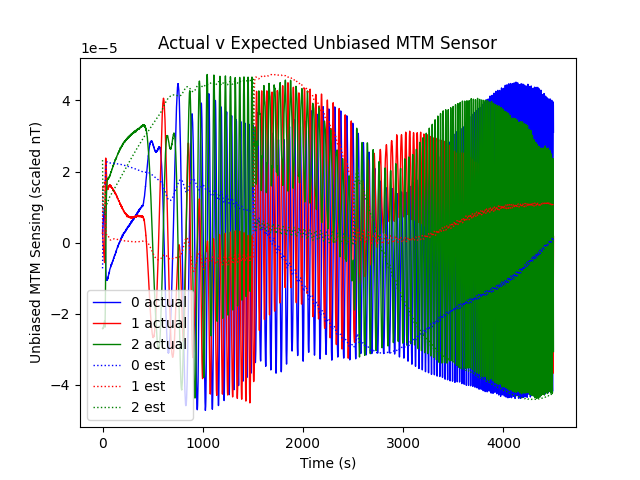 Actual v Expected Unbiased MTM Sensor
1e−5
Unbiased MTM Sensing (scaled nT)
4
2
0
−2
−4
0 actual
1 actual
2 actual
0 est
1 est
2 est
0 1000 2000 3000 4000
Time (s)